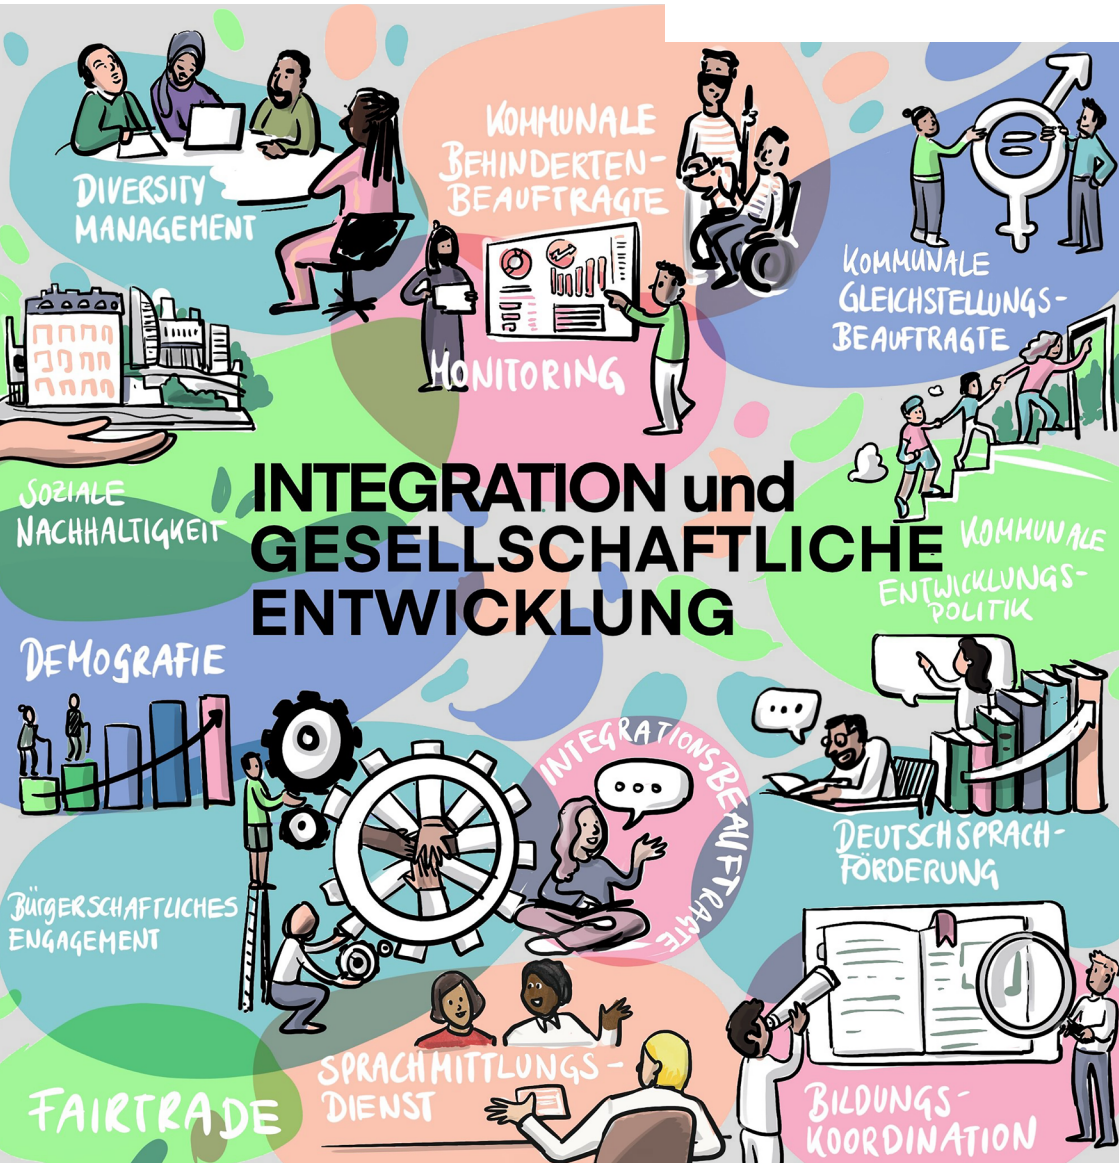 DIVERSITY
MANAGEMENT
KOMMUNALE
BEHINDERTEN-
BEAUFTRAGTE
KOMMUNALE
GLEICHSTELLUNGS-
BEAUFTRAGTE
MONITORING
SOZIALE
NACHHALTIGKEIT
INTEGRATION und
GESELLSCHAFTLICHE
ENTWICKLUNG
KOMMUNALE
ENTWICKLUNGS-
POLITIK
DEMOGRAFIE
INTEGRATIONSBEAUFTRAGTE
DEUTSCHSPRACH-
FÖRDERUNG
BÜrGERSCHAFTLICHES
ENGAGEMENT
SPRACHMITTLUNGS-
DIENST
FAIRTRADE
BILDUNGS-
KOORDINATION